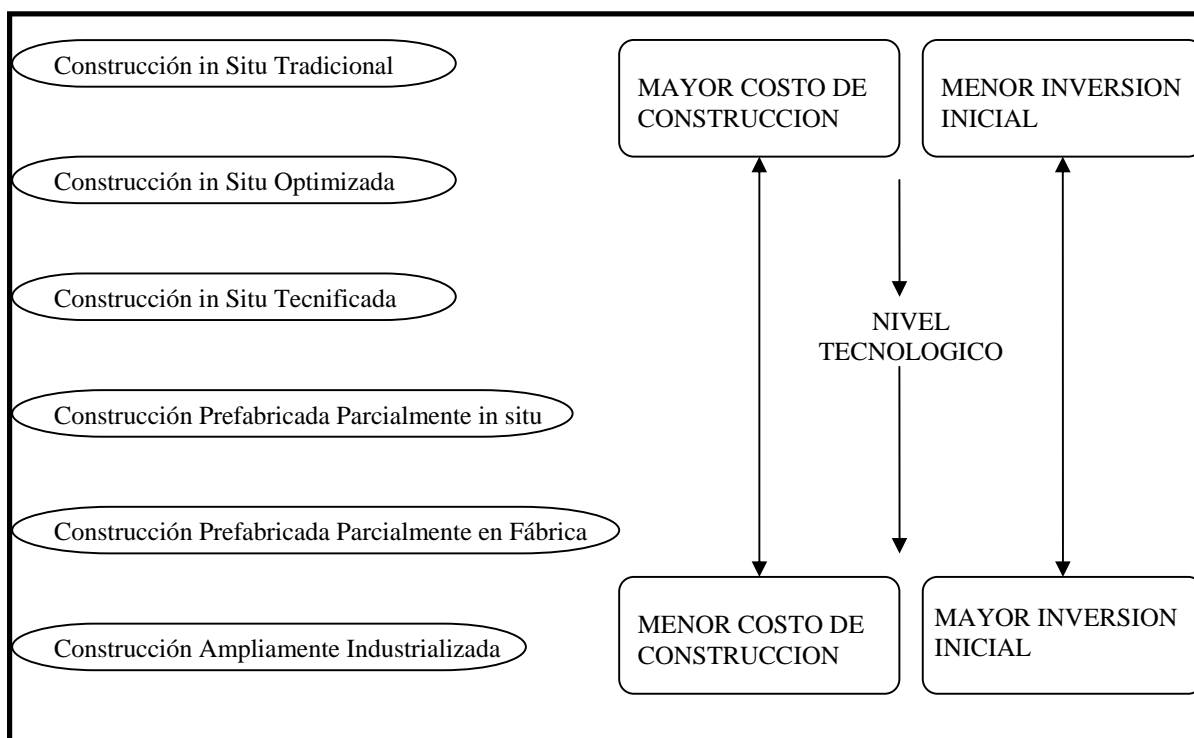 Construcción in Situ Tradicional
MAYOR COSTO DE
CONSTRUCCION
MENOR INVERSION
INICIAL
Construcción in Situ Optimizada
Construcción in Situ Tecnificada
NIVEL
TECNOLOGICO
Construcción Prefabricada Parcialmente in situ
Construcción Prefabricada Parcialmente en Fábrica
Construcción Ampliamente Industrializada
MENOR COSTO DE
CONSTRUCCION
MAYOR INVERSION
INICIAL